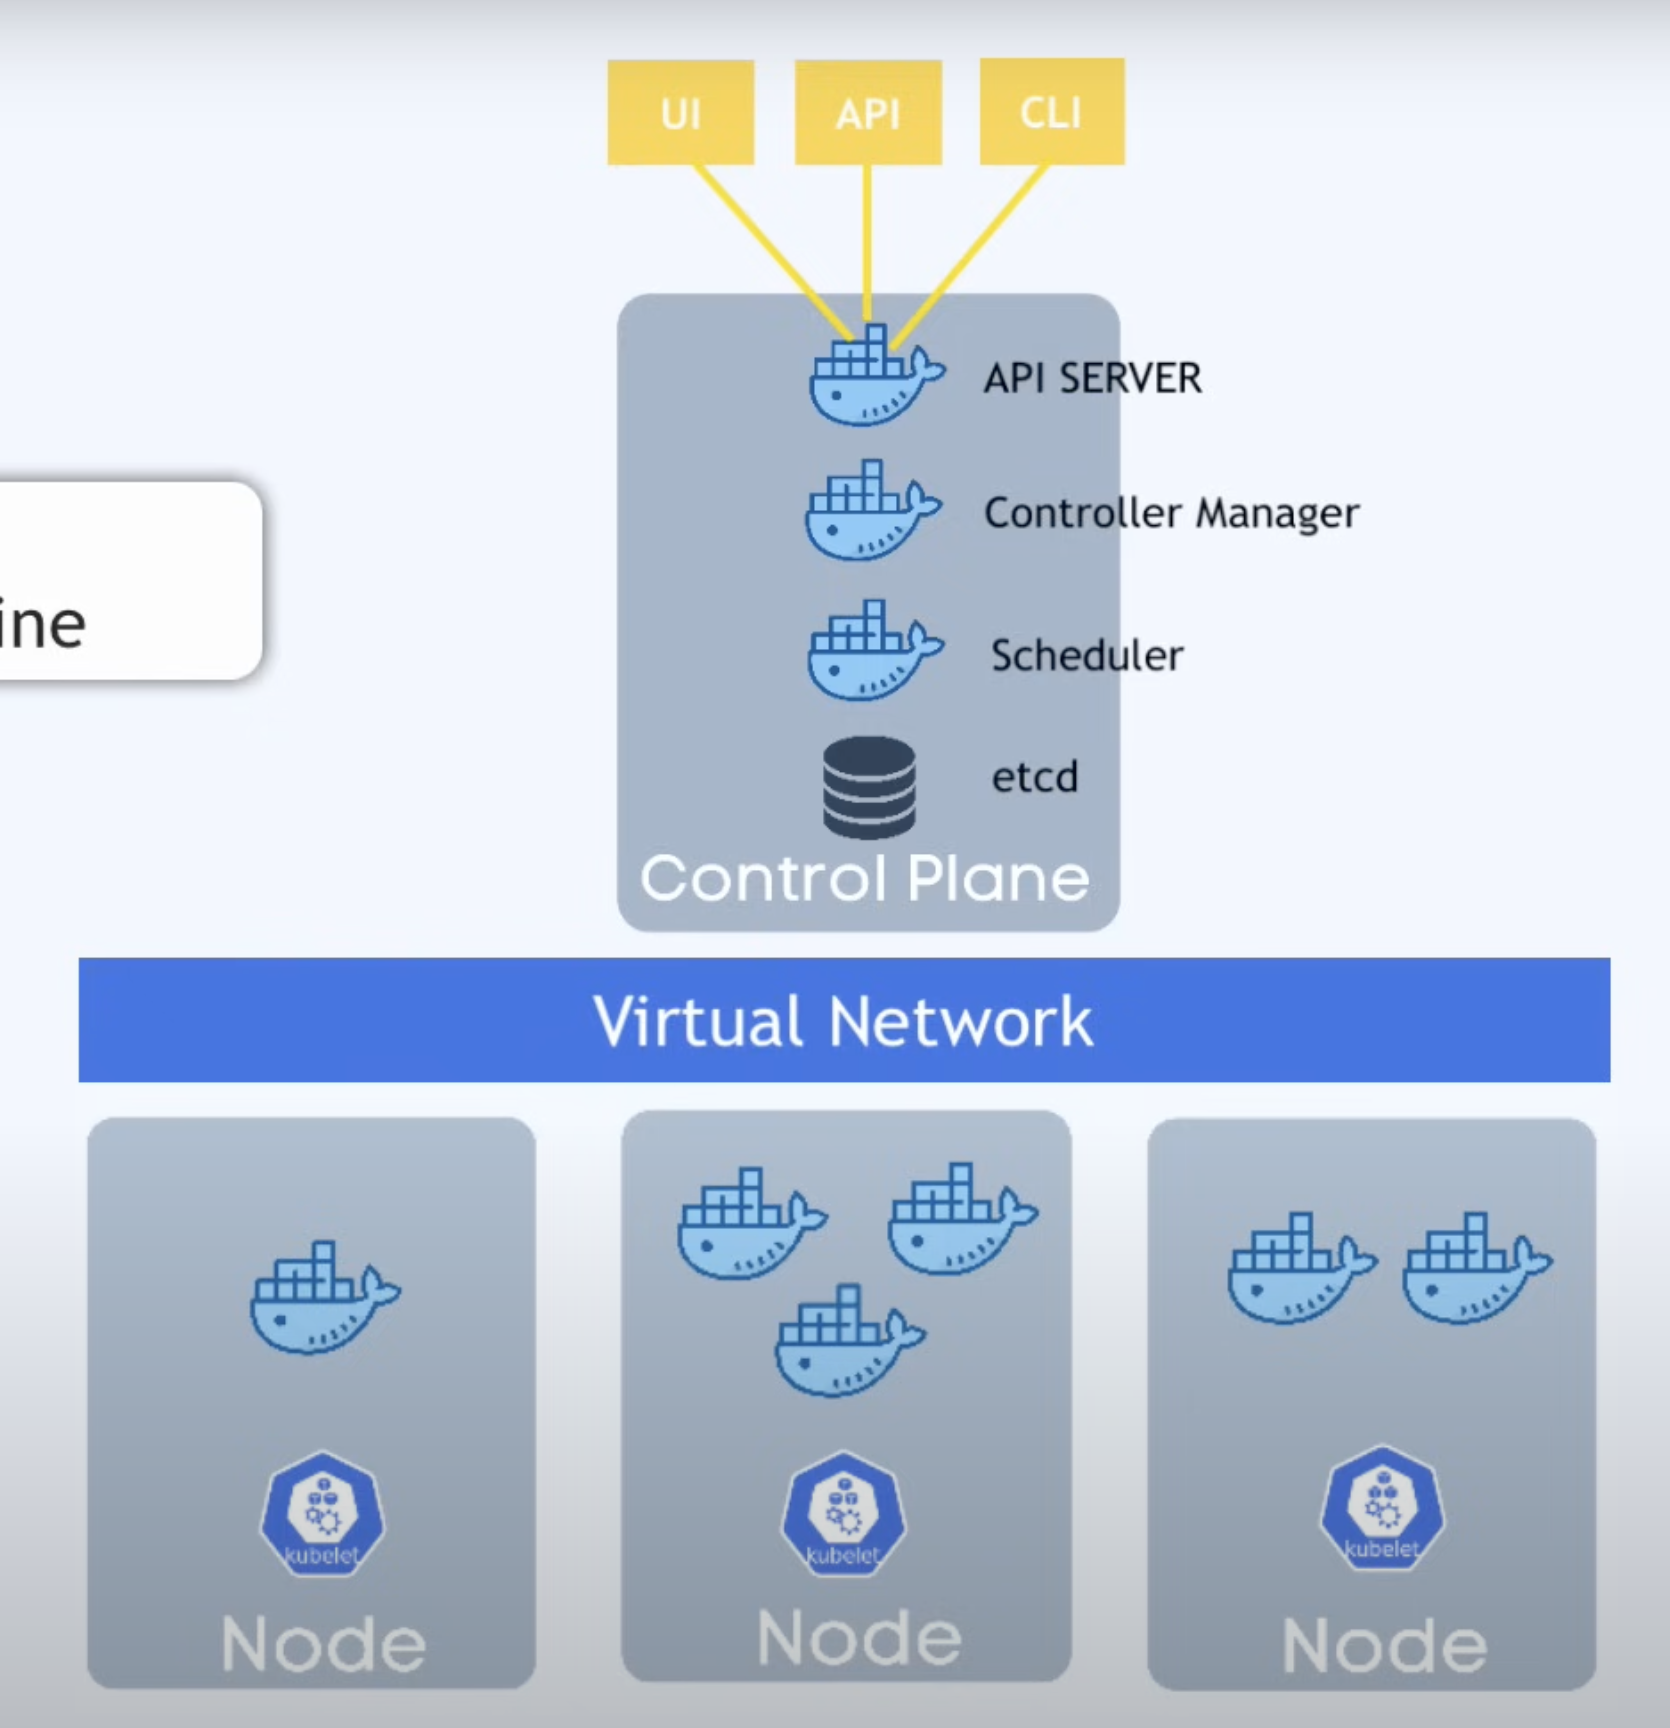 UI
API
CLI
API SERVER
Controller Manager
ine
Scheduler
etcd
Control Plane
Virtual Network
kubelet
kubelet
kubelet
Node
Node
Node